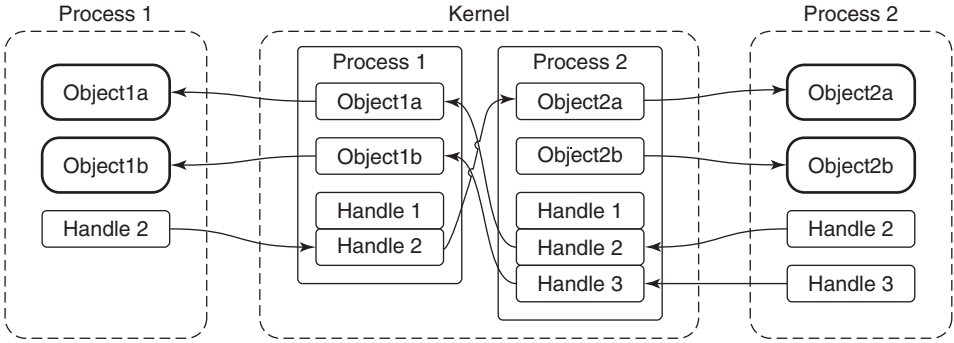 Process 1
Kernel
Process 2
Process 1
Process 2
Object1a
Object1a
Object2a
Object2a
Object1b
Object1b
Object2b
Object2b
Handle 1
Handle 1
Handle 2
Handle 2
Handle 2
Handle 2
Handle 3
Handle 3